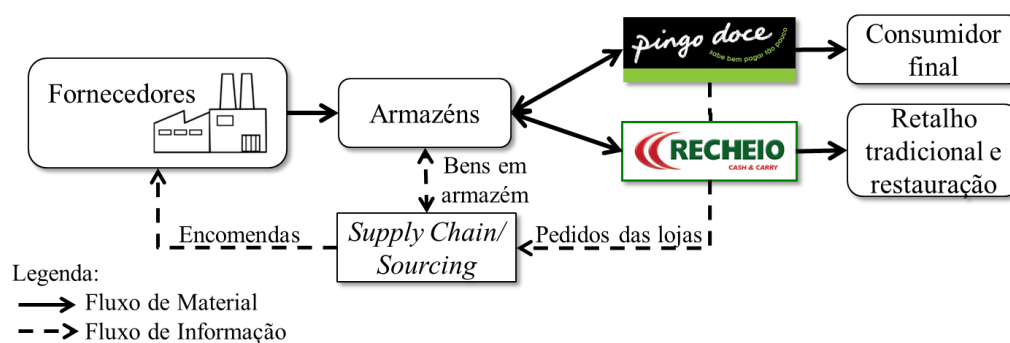 Fornecedores
Armazéns
pingo doce
sabe bem pagar tão pouco
Consumidor
final
RECHEIO
CASH & CARRY
Retalho
tradicional e
restauração
Bens em
armazém
Encomendas
Supply Chain/
Sourcing
Pedidos das lojas
Legenda:
Fluxo de Material
Fluxo de Informação